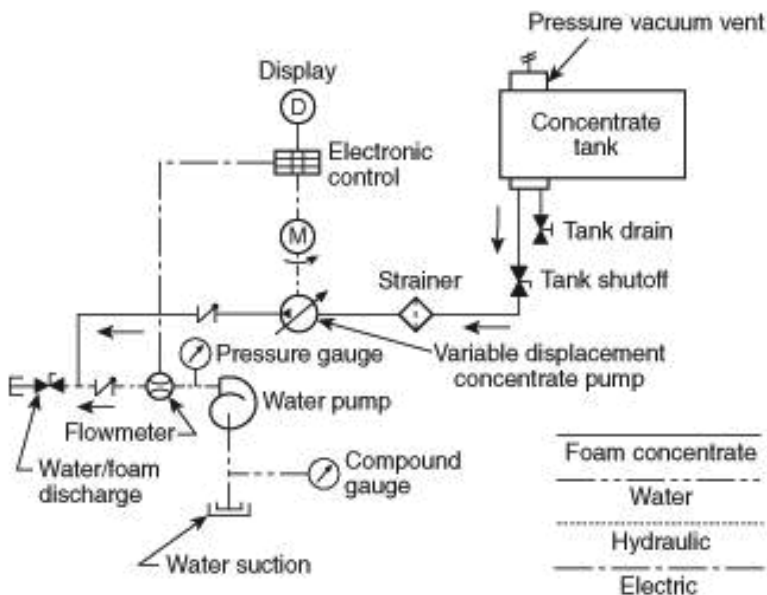 Pressure vacuum vent
Display
D
Concentrate
tank
Electronic
control
M
Tank drain
Strainer
Tank shutoff
Pressure gauge
Variable displacement
concentrate pump
Water pump
Flowmeter
Water/foam
discharge
Compound
gauge
Water suction
Foam concentrate
Water
Hydraulic
Electric